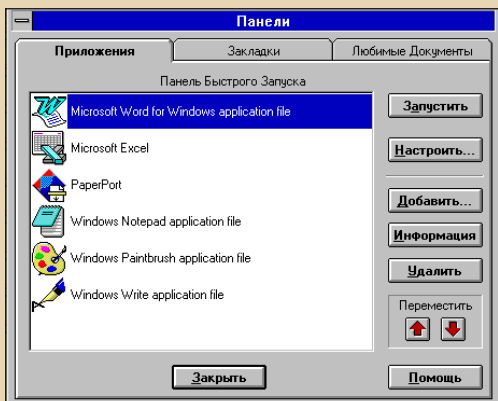 Панели
Приложения
Закладки
Любимые Документы
Панель Быстрого Запуска
Microsoft Word for Windows application file
Microsoft Excel
PaperPort
Windows Notepad application file
Windows Paintbrush application file
Windows Write application file
Запустить
Настроить...
Добавить...
Информация
Удалить
Переместить
Закрыть
Помощь